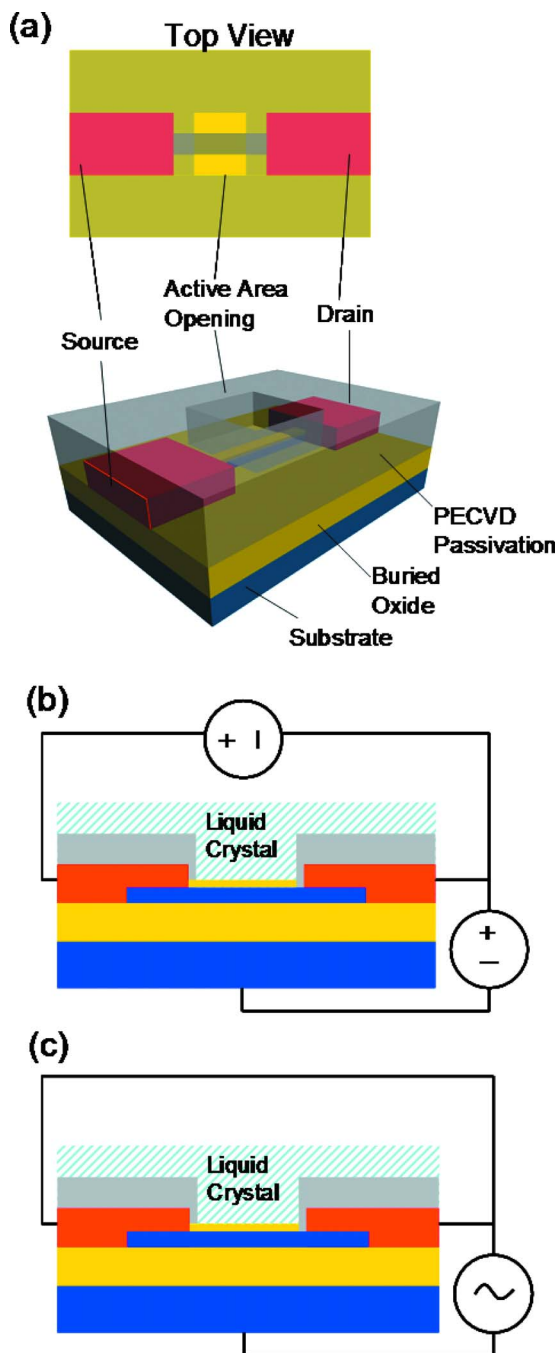 (a)
Top View
Active Area
Opening
Drain
Source
PECVD
Passivation
Buried
Oxide
Substrate
(b)
+ −
Liquid
Crystal
+
−
(c)
Liquid
Crystal